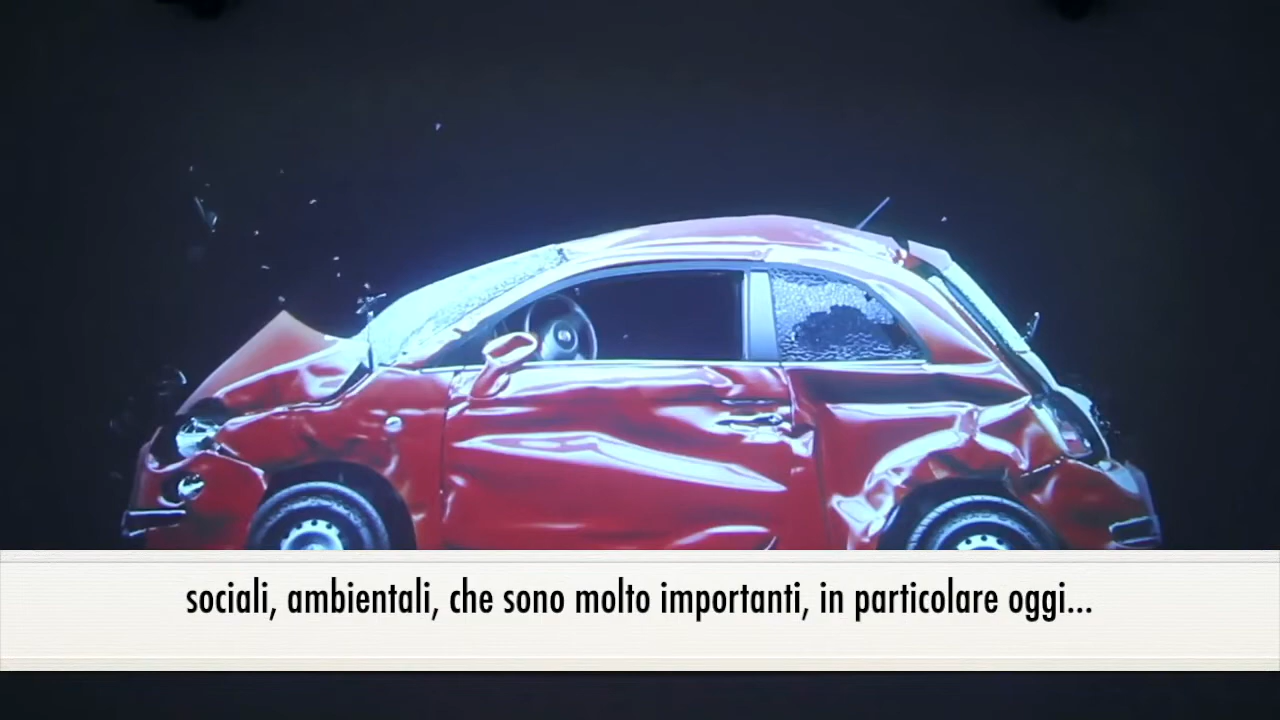 sociali, ambientali, che sono molto importanti, in particolare oggi...